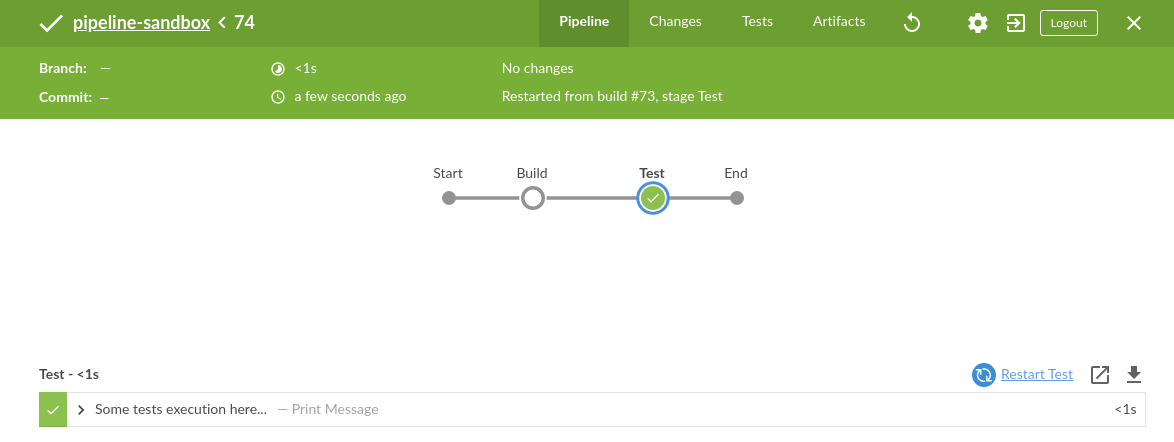 pipeline-sandbox < 74 Pipeline Changes Tests Artifacts Logout
Branch: — <1s No changes
Commit: — a few seconds ago Restarted from build #73, stage Test
Start Build Test End
Test - <1s Restart Test
Some tests execution here... — Print Message <1s